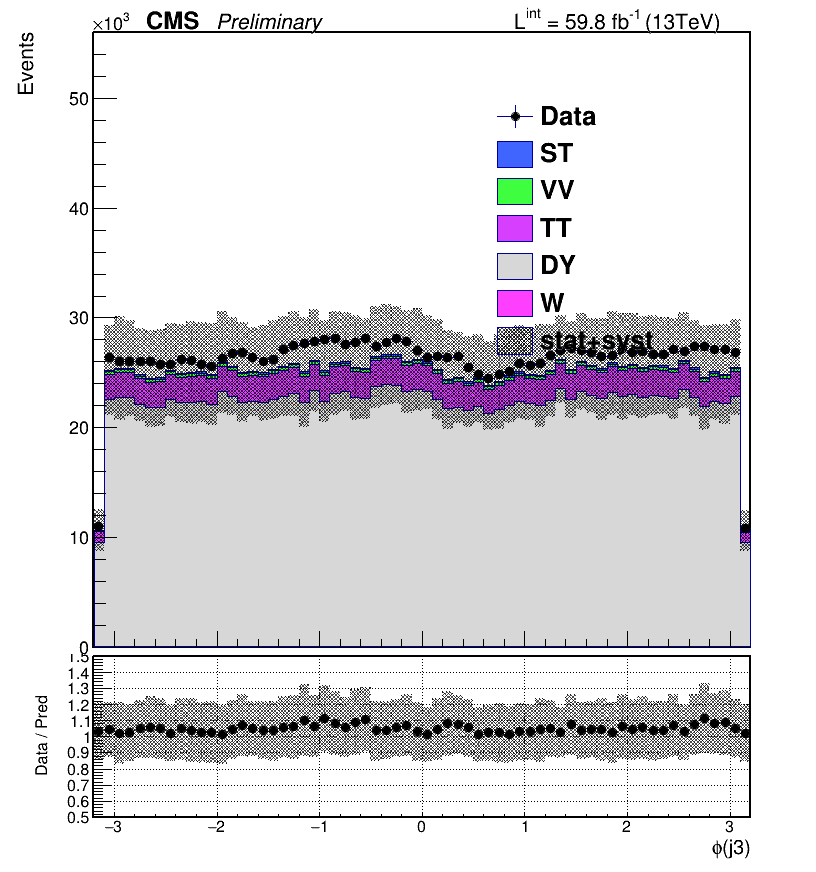 ×10³ CMS Preliminary L^int = 59.8 fb⁻¹ (13TeV)
Events
50
40
30
20
10
0
Data
ST
VV
TT
DY
W
stat+syst
Data / Pred
1.5
1.4
1.3
1.2
1.1
1
0.9
0.8
0.7
0.6
0.5
−3 −2 −1 0 1 2 3
ϕ(j3)